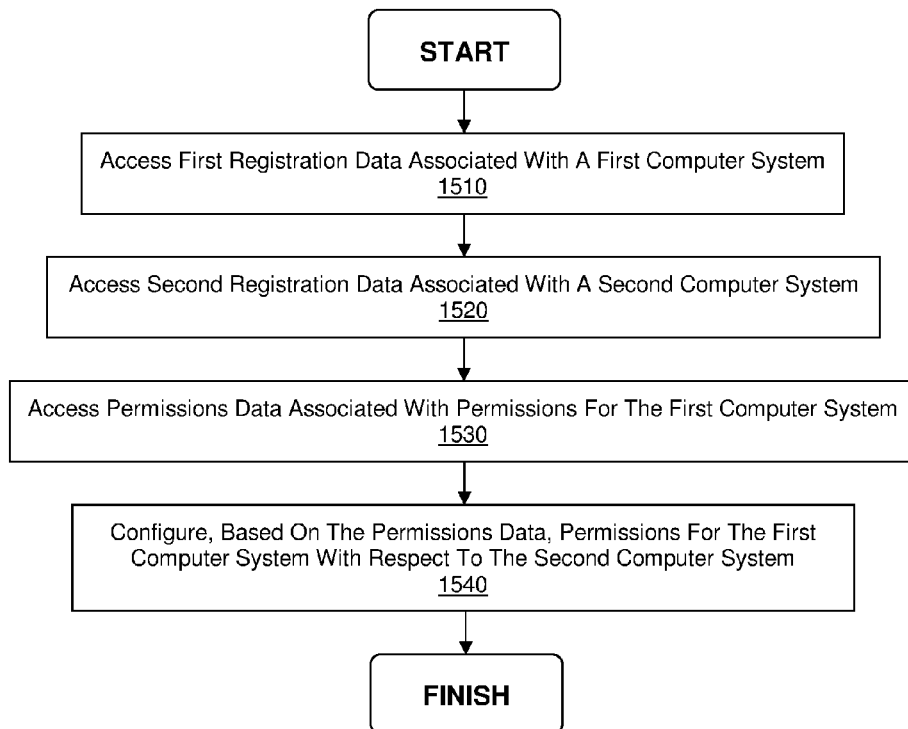 START
Access First Registration Data Associated With A First Computer System
1510
Access Second Registration Data Associated With A Second Computer System
1520
Access Permissions Data Associated With Permissions For The First Computer System
1530
Configure, Based On The Permissions Data, Permissions For The First
Computer System With Respect To The Second Computer System
1540
FINISH